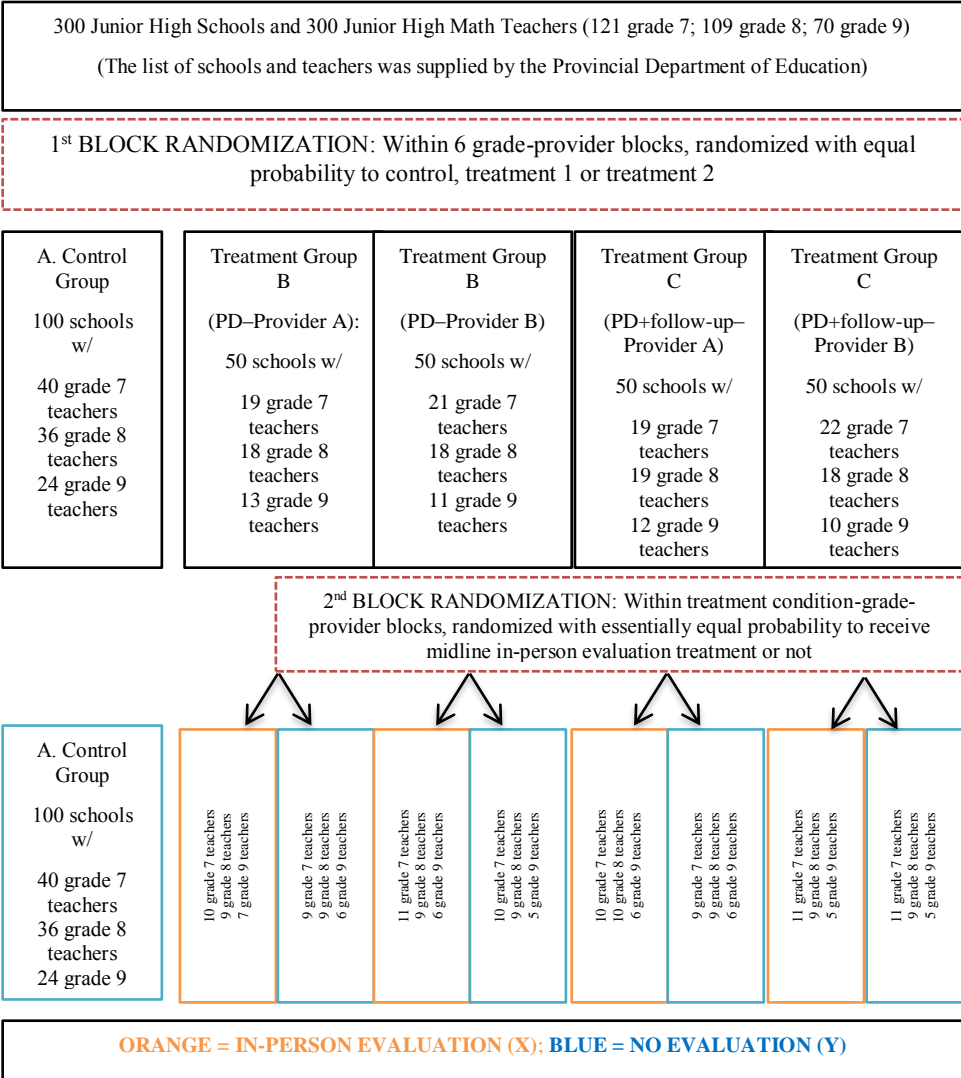 300 Junior High Schools and 300 Junior High Math Teachers (121 grade 7; 109 grade 8; 70 grade 9)
(The list of schools and teachers was supplied by the Provincial Department of Education)
1st BLOCK RANDOMIZATION: Within 6 grade-provider blocks, randomized with equal
probability to control, treatment 1 or treatment 2
A. Control
Group
100 schools
w/
40 grade 7
teachers
36 grade 8
teachers
24 grade 9
teachers
Treatment Group
B
(PD–Provider A):
50 schools w/
19 grade 7
teachers
18 grade 8
teachers
13 grade 9
teachers
Treatment Group
B
(PD–Provider B)
50 schools w/
21 grade 7
teachers
18 grade 8
teachers
11 grade 9
teachers
Treatment Group
C
(PD+follow-up–
Provider A)
50 schools w/
19 grade 7
teachers
19 grade 8
teachers
12 grade 9
teachers
Treatment Group
C
(PD+follow-up–
Provider B)
50 schools w/
22 grade 7
teachers
18 grade 8
teachers
10 grade 9
teachers
2nd BLOCK RANDOMIZATION: Within treatment condition-grade-
provider blocks, randomized with essentially equal probability to receive
midline in-person evaluation treatment or not
A. Control
Group
100 schools
w/
40 grade 7
teachers
36 grade 8
teachers
24 grade 9
10 grade 7 teachers
9 grade 8 teachers
7 grade 9 teachers
9 grade 7 teachers
9 grade 8 teachers
6 grade 9 teachers
11 grade 7 teachers
9 grade 8 teachers
6 grade 9 teachers
10 grade 7 teachers
9 grade 8 teachers
5 grade 9 teachers
10 grade 7 teachers
10 grade 8 teachers
6 grade 9 teachers
9 grade 7 teachers
9 grade 8 teachers
6 grade 9 teachers
11 grade 7 teachers
9 grade 8 teachers
5 grade 9 teachers
11 grade 7 teachers
9 grade 8 teachers
5 grade 9 teachers
ORANGE = IN-PERSON EVALUATION (X); BLUE = NO EVALUATION (Y)